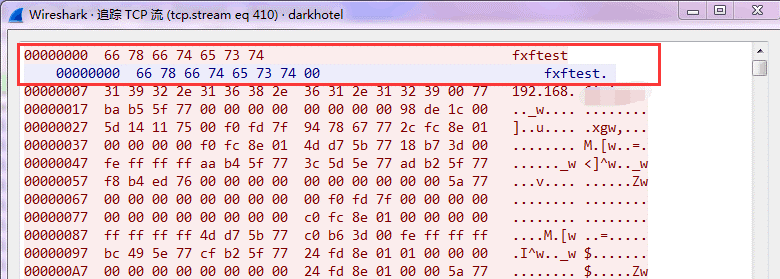 Wireshark · 追踪 TCP 流 (tcp.stream eq 410) · darkhotel
00000000 66 78 66 74 65 73 74 fxftest
00000000 66 78 66 74 65 73 74 00 fxftest.
00000007 31 39 32 2e 31 36 38 2e 36 31 2e 31 32 39 00 77 192.168.
00000017 ba b5 5f 77 00 00 00 00 00 00 00 00 98 de 1c 00 .._w.... ........
00000027 5d 14 11 75 00 f0 fd 7f 94 78 67 77 2c fc 8e 01 ]..u.... .xgw,...
00000037 00 00 00 00 f0 fc 8e 01 4d d7 5b 77 18 b7 3d 00 ........ M.[w..=.
00000047 fe ff ff ff aa b4 5f 77 3c 5d 5e 77 ad b2 5f 77 ......_w <]^w.._w
00000057 f8 b4 ed 76 00 00 00 00 00 00 00 00 00 00 5a 77 ...v.... ......Zw
00000067 00 00 00 00 00 f0 fd 7f 00 00 00 00 00 00 00 00 ........ ........
00000077 00 00 00 00 00 00 00 00 c0 fc 8e 01 00 00 00 00 ........ ........
00000087 ff ff ff ff 4d d7 5b 77 c0 b6 3d 00 fe ff ff ff ....M.[w ..=.....
00000097 bc 49 5e 77 cf b2 5f 77 24 fd 8e 01 01 00 00 00 .I^w.._w $.......
000000A7 00 00 00 00 00 00 00 00 24 fd 8e 01 00 00 5a 77 ........ $.....Zw